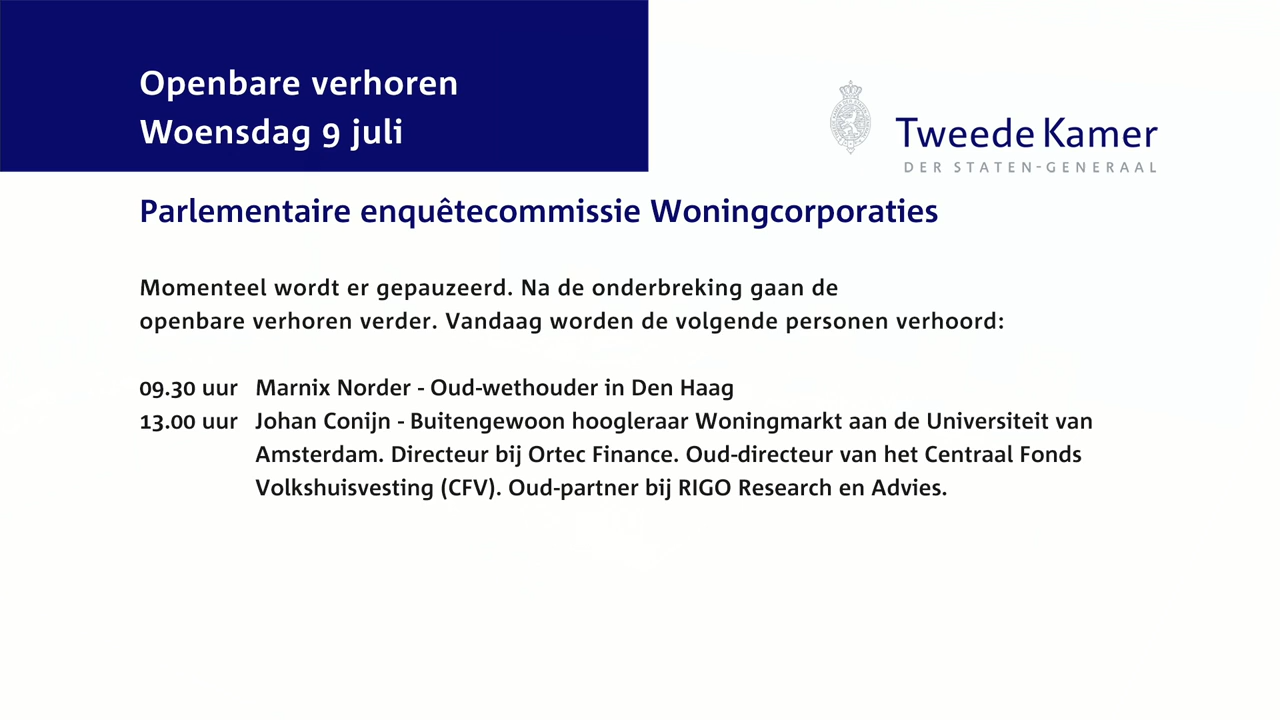 Openbare verhoren
Woensdag 9 juli
Tweede Kamer
DER STATEN-GENERAAL
Parlementaire enquêtecommissie Woningcorporaties
Momenteel wordt er gepauzeerd. Na de onderbreking gaan de
openbare verhoren verder. Vandaag worden de volgende personen verhoord:
09.30 uur Marnix Norder - Oud-wethouder in Den Haag
13.00 uur Johan Conijn - Buitengewoon hoogleraar Woningmarkt aan de Universiteit van
Amsterdam. Directeur bij Ortec Finance. Oud-directeur van het Centraal Fonds
Volkshuisvesting (CFV). Oud-partner bij RIGO Research en Advies.